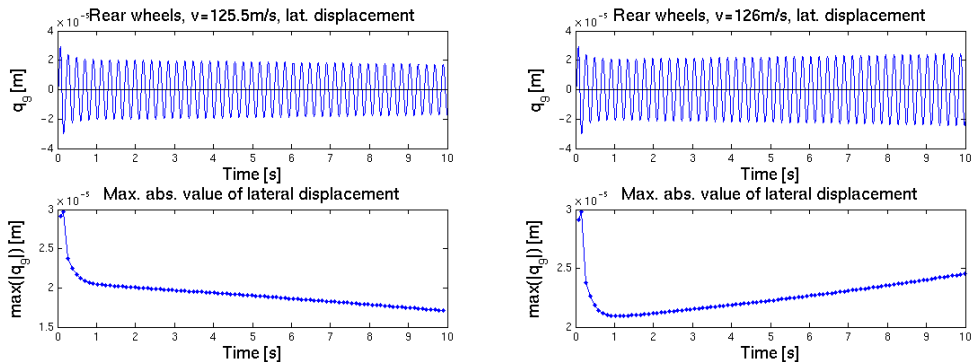 Rear wheels, v=125.5m/s, lat. displacement
× 10⁻⁵
4
2
0
−2
−4
q₉ [m]
0 1 2 3 4 5 6 7 8 9 10
Time [s]
Max. abs. value of lateral displacement
× 10⁻⁵
3
2.5
2
1.5
max(|q₉|) [m]
0 1 2 3 4 5 6 7 8 9 10
Time [s]
Rear wheels, v=126m/s, lat. displacement
× 10⁻⁵
4
2
0
−2
−4
q₉ [m]
0 1 2 3 4 5 6 7 8 9 10
Time [s]
Max. abs. value of lateral displacement
× 10⁻⁵
3
2.5
2
max(|q₉|) [m]
0 1 2 3 4 5 6 7 8 9 10
Time [s]